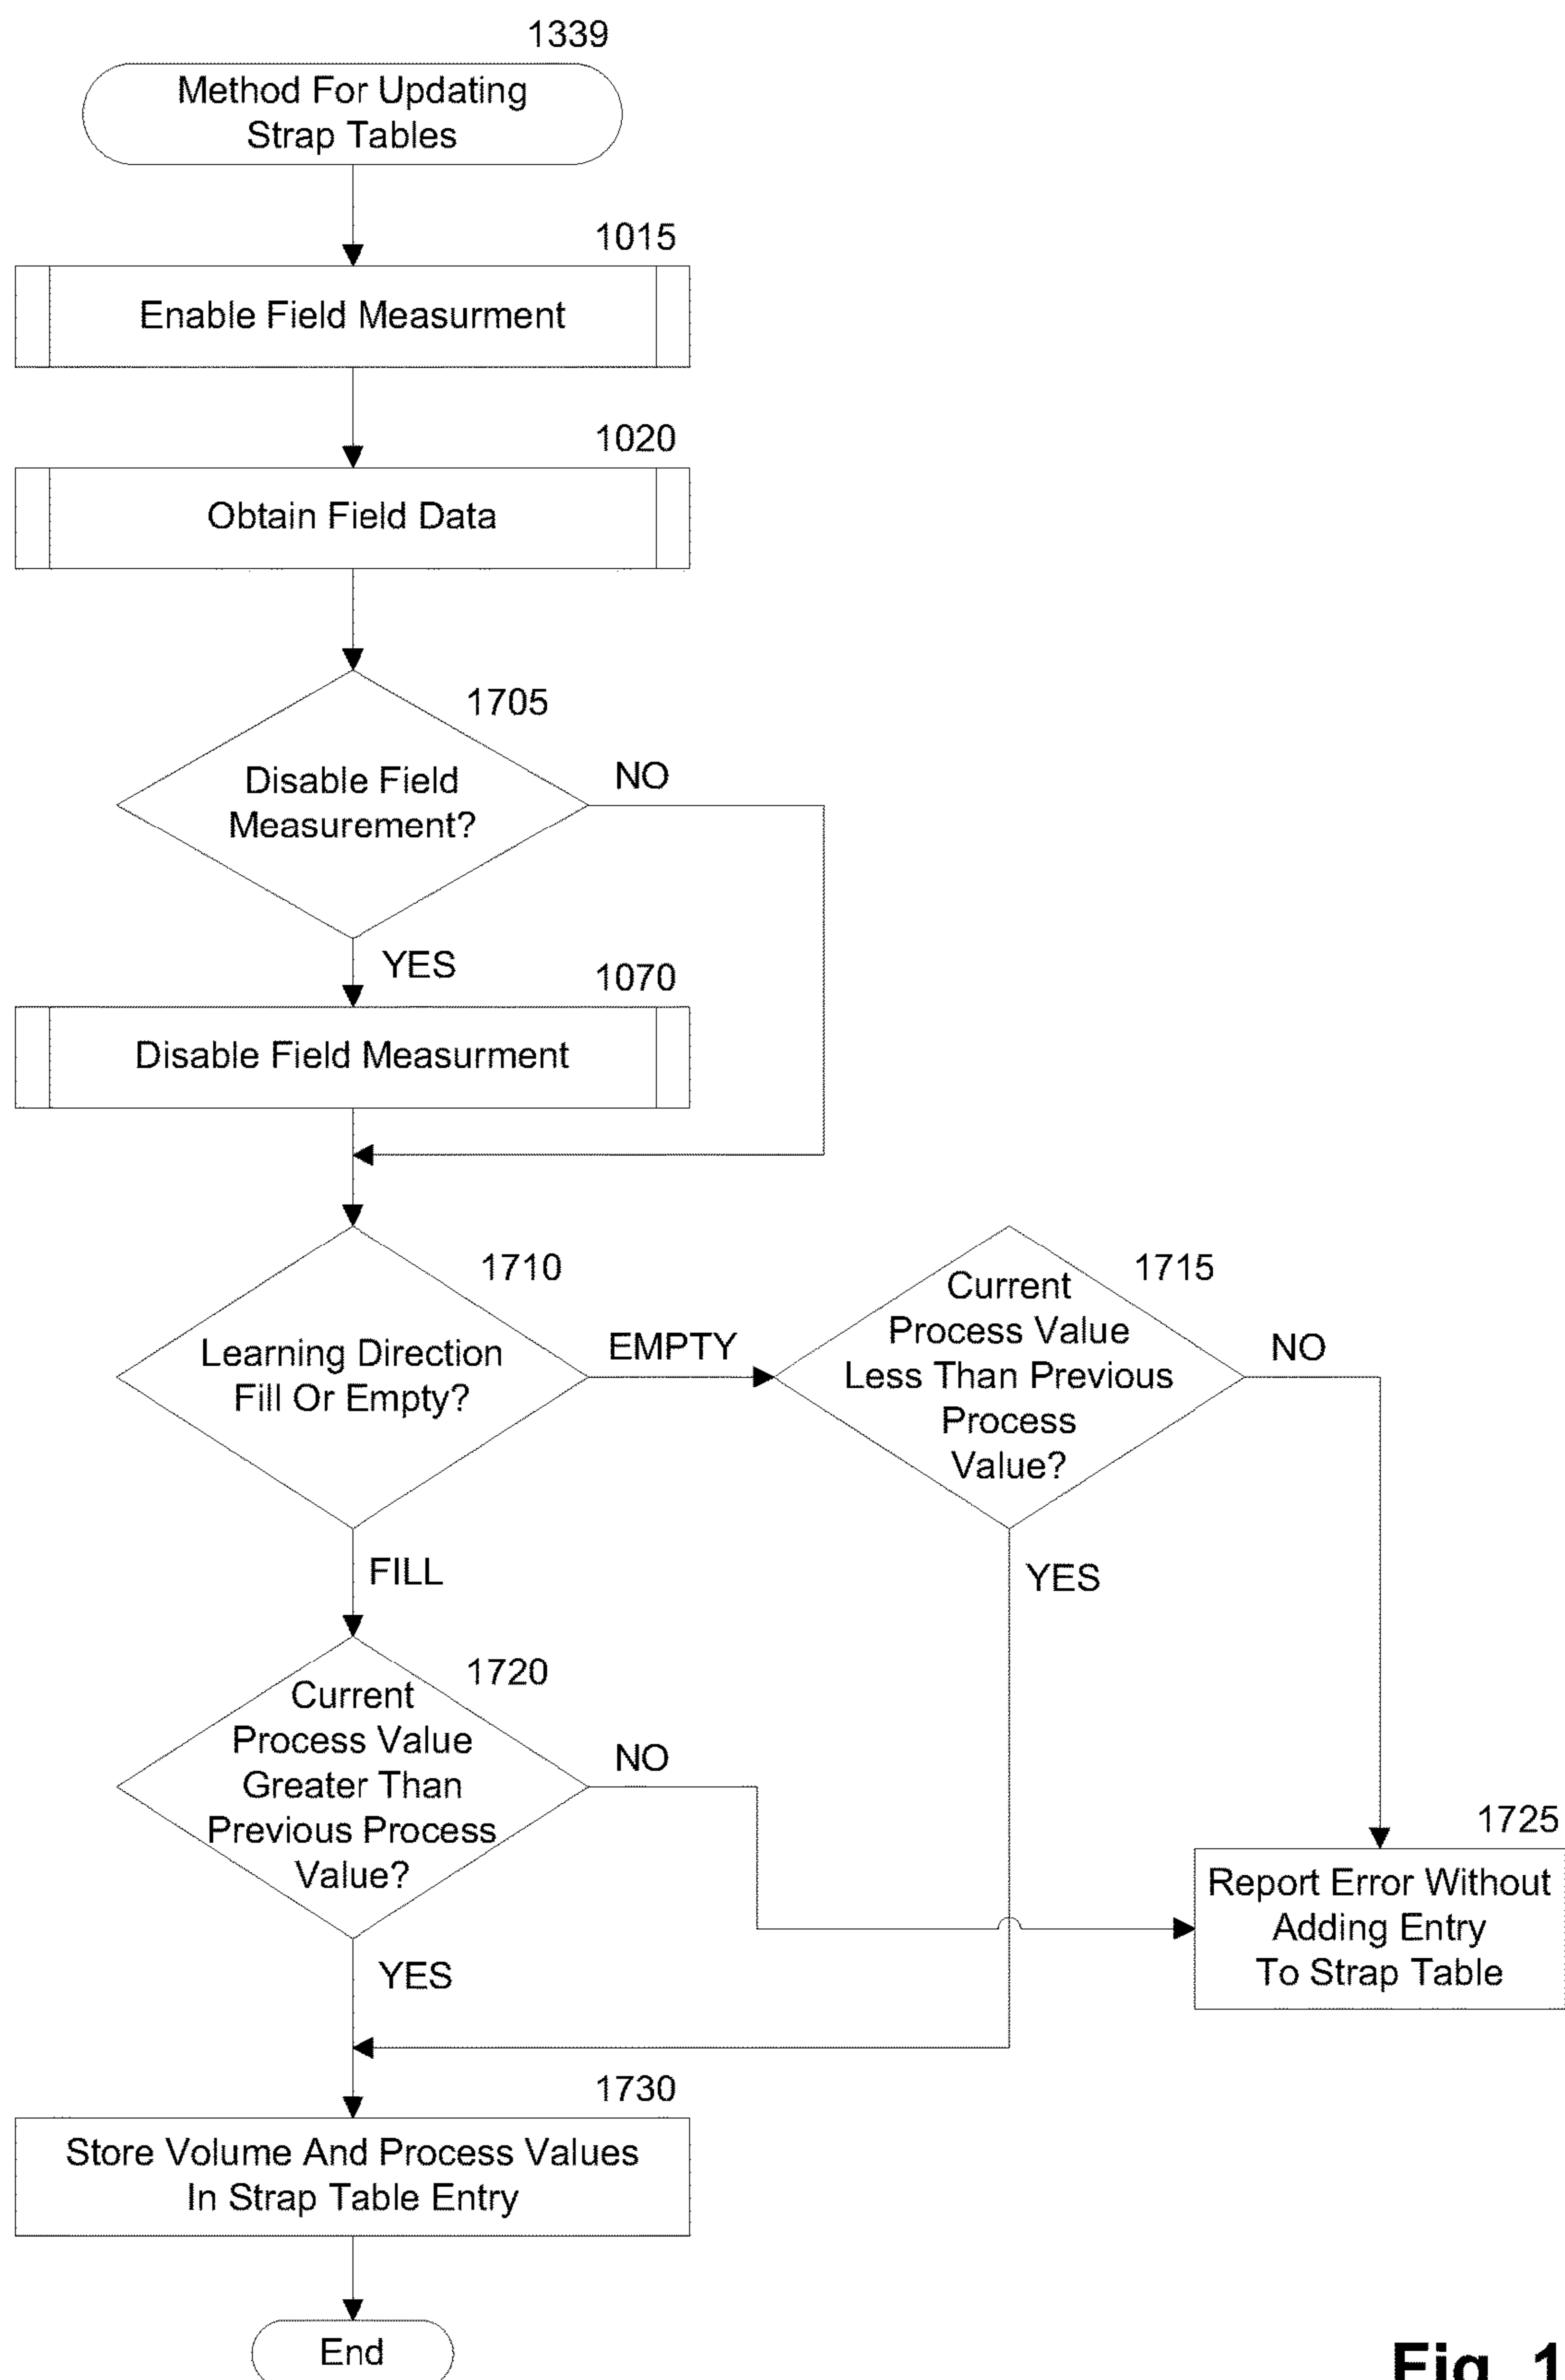 1339
Method For Updating
Strap Tables
1015
Enable Field Measurment
1020
Obtain Field Data
1705
Disable Field
Measurement?
NO
YES
1070
Disable Field Measurment
1710
Learning Direction
Fill Or Empty?
EMPTY
FILL
1715
Current
Process Value
Less Than Previous
Process
Value?
NO
YES
1720
Current
Process Value
Greater Than
Previous Process
Value?
NO
YES
1725
Report Error Without
Adding Entry
To Strap Table
1730
Store Volume And Process Values
In Strap Table Entry
End
Fig. 1